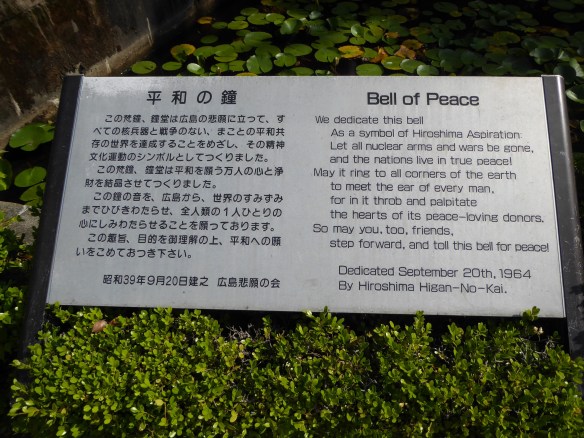 平和の鐘
この梵鐘、鐘堂は広島の悲願に立って、す
べての核兵器と戦争のない、まことの平和共
存の世界を達成することをめざし、その精神
文化運動のシンボルとしてつくりました。
この梵鐘、鐘堂は平和を願う万人の心と浄
財を結晶させてつくりました。
この鐘の音を、広島から、世界のすみずみ
までひびきわたらせ、全人類の1人ひとりの
心にしみわたらせることを願っております。
この趣旨、目的を御理解の上、平和への願
いをこめておつき下さい。
昭和39年9月20日建之 広島悲願の会
Bell of Peace
We dedicate this bell
As a symbol of Hiroshima Aspiration:
Let all nuclear arms and wars be gone,
and the nations live in true peace!
May it ring to all corners of the earth
to meet the ear of every man,
for in it throb and palpitate
the hearts of its peace-loving donors.
So may you, too, friends,
step forward, and toll this bell for peace!
Dedicated September 20th, 1964
By Hiroshima Higan-No-Kai.